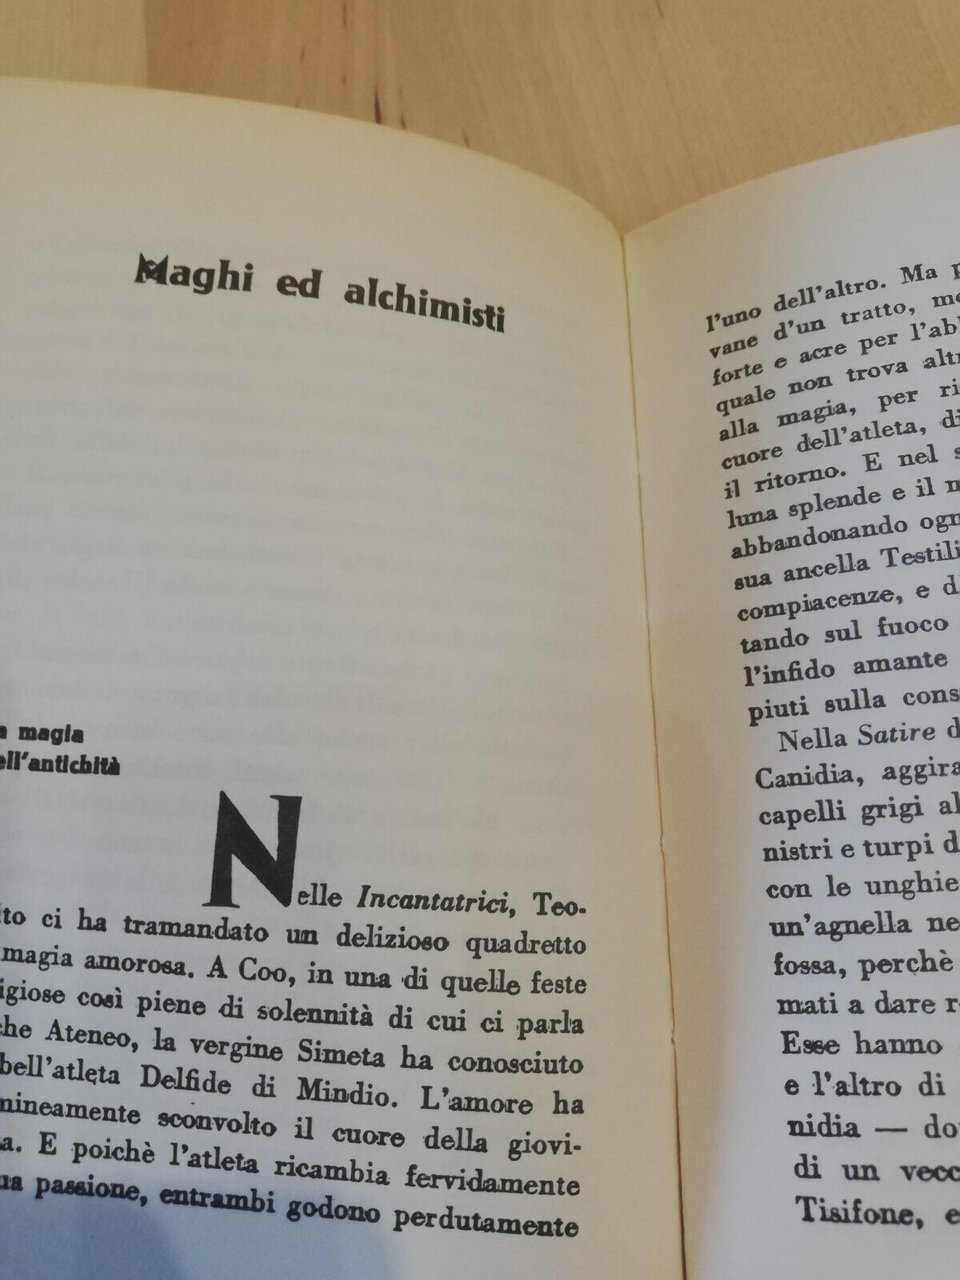 Maghi ed alchimisti
magia
ell'antichità
Nelle Incantatrici, Teo-
to ci ha tramandato un delizioso quadretto
magia amorosa. A Coo, in una di quelle feste
igiose così piene di solennità di cui ci parla
che Ateneo, la vergine Simeta ha conosciuto
bell'atleta Delfide di Mindio. L'amore ha
mineamente sconvolto il cuore della giovi-
a. E poichè l'atleta ricambia fervidamente
ua passione, entrambi godono perdutamente
l'uno dell'altro. Ma p
vane d'un tratto, me
forte e acre per l'ab
quale non trova alt
alla magia, per ri
cuore dell'atleta, di
il ritorno. E nel s
luna splende e il m
abbandonando ogn
sua ancella Testili
compiacenze, e d
tando sul fuoco
l'infido amante
piuti sulla cons
Nella Satire d
Canidia, aggira
capelli grigi al
nistri e turpi d
con le unghie
un'agnella ne
fossa, perchè
mati a dare r
Esse hanno
e l'altro di
nidia — do
di un vecc
Tisifone, e